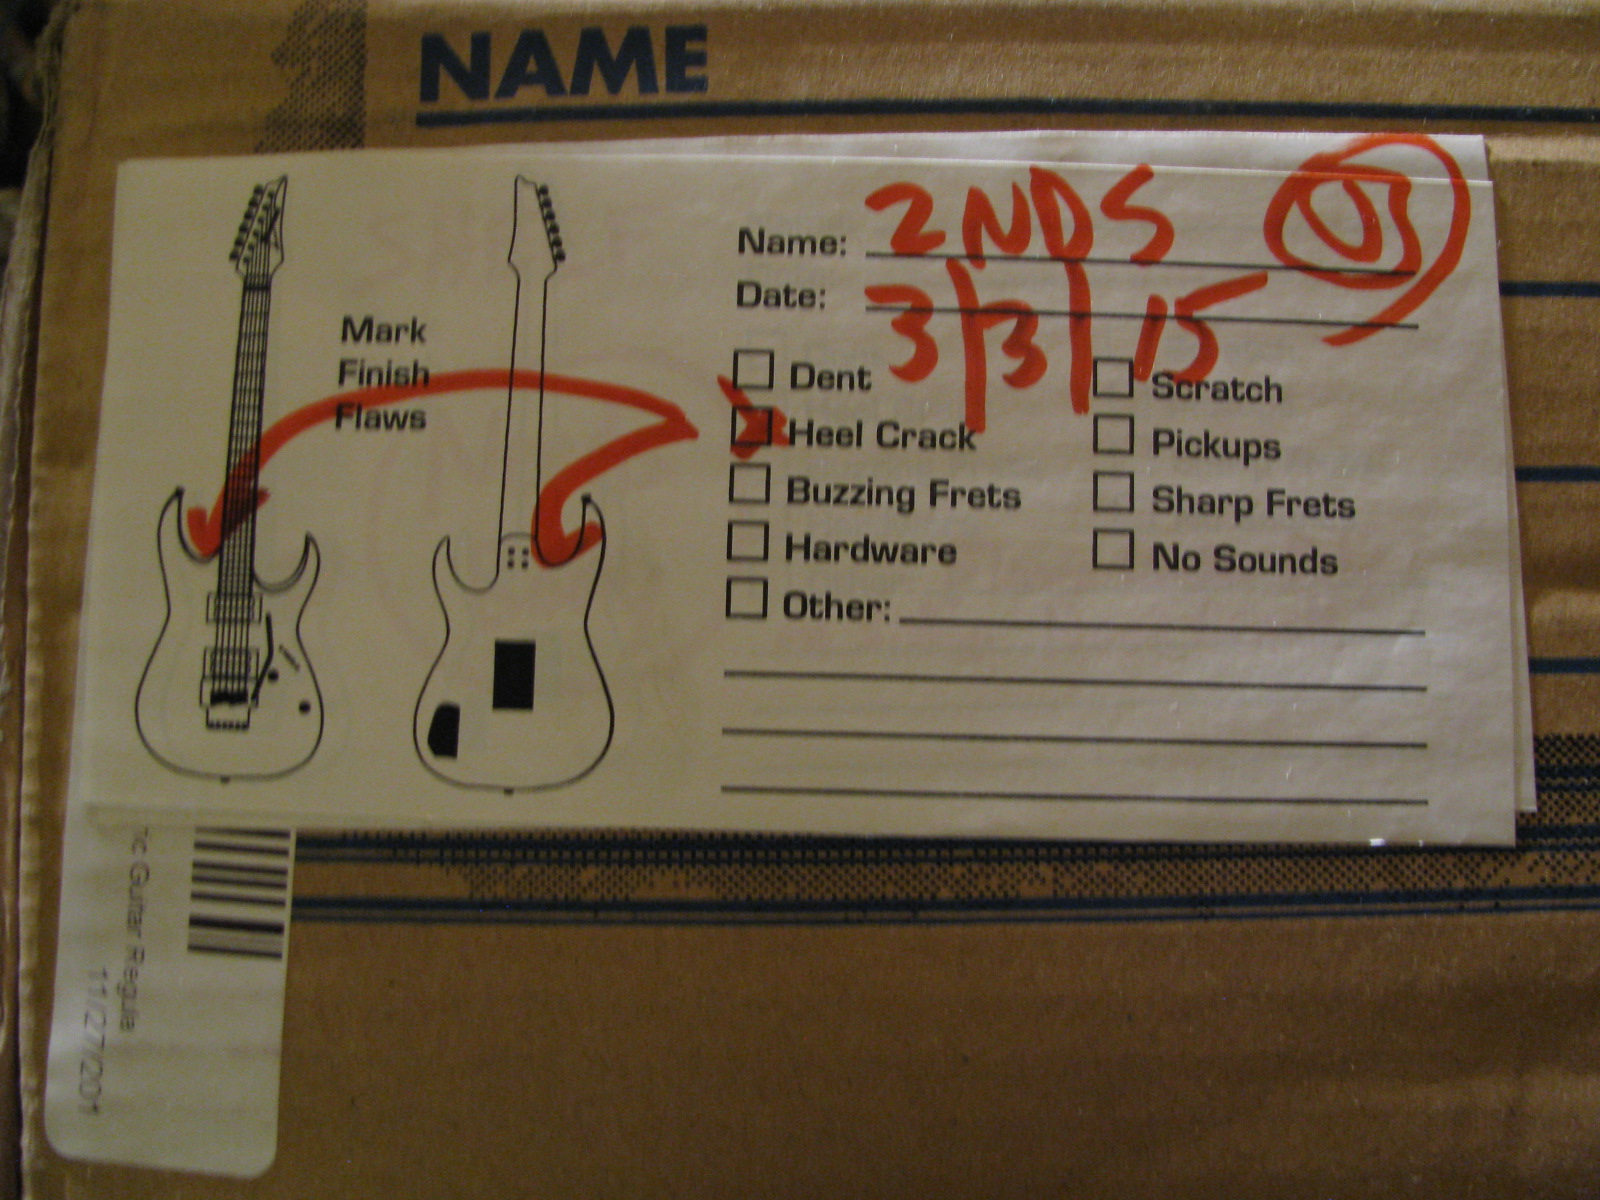 NAME
Name: 2NDS
Date: 3/3/15
Mark
Finish
Flaws
Dent
Scratch
Heel Crack
Pickups
Buzzing Frets
Sharp Frets
Hardware
No Sounds
Other:
Guitar Regula
11/27/201